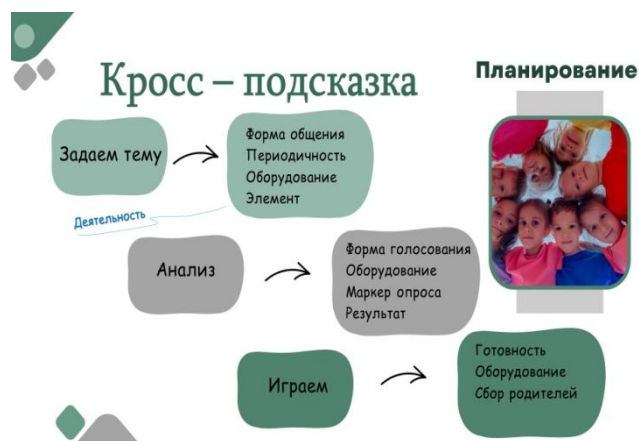 Кросс – подсказка
Планирование
Задаем тему
Форма общения
Периодичность
Оборудование
Элемент
Деятельность
Анализ
Форма голосования
Оборудование
Маркер опроса
Результат
Играем
Готовность
Оборудование
Сбор родителей